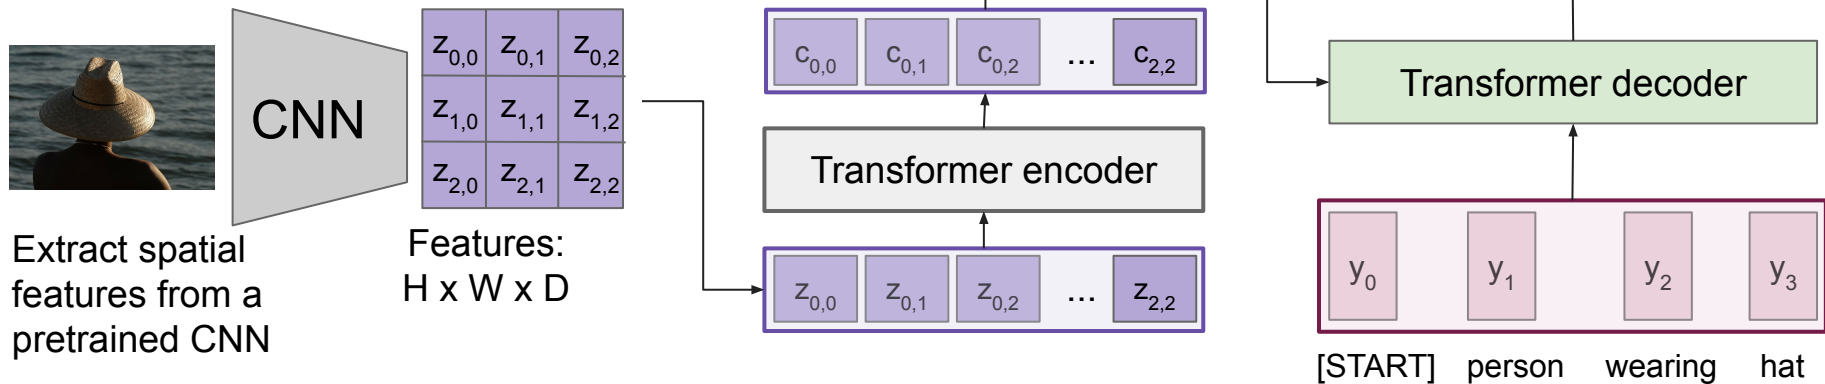 CNN
z0,0 z0,1 z0,2
z1,0 z1,1 z1,2
z2,0 z2,1 z2,2
Extract spatial
features from a
pretrained CNN
Features:
H x W x D
c0,0 c0,1 c0,2 ... c2,2
Transformer encoder
z0,0 z0,1 z0,2 ... z2,2
Transformer decoder
y0 y1 y2 y3
[START] person wearing hat